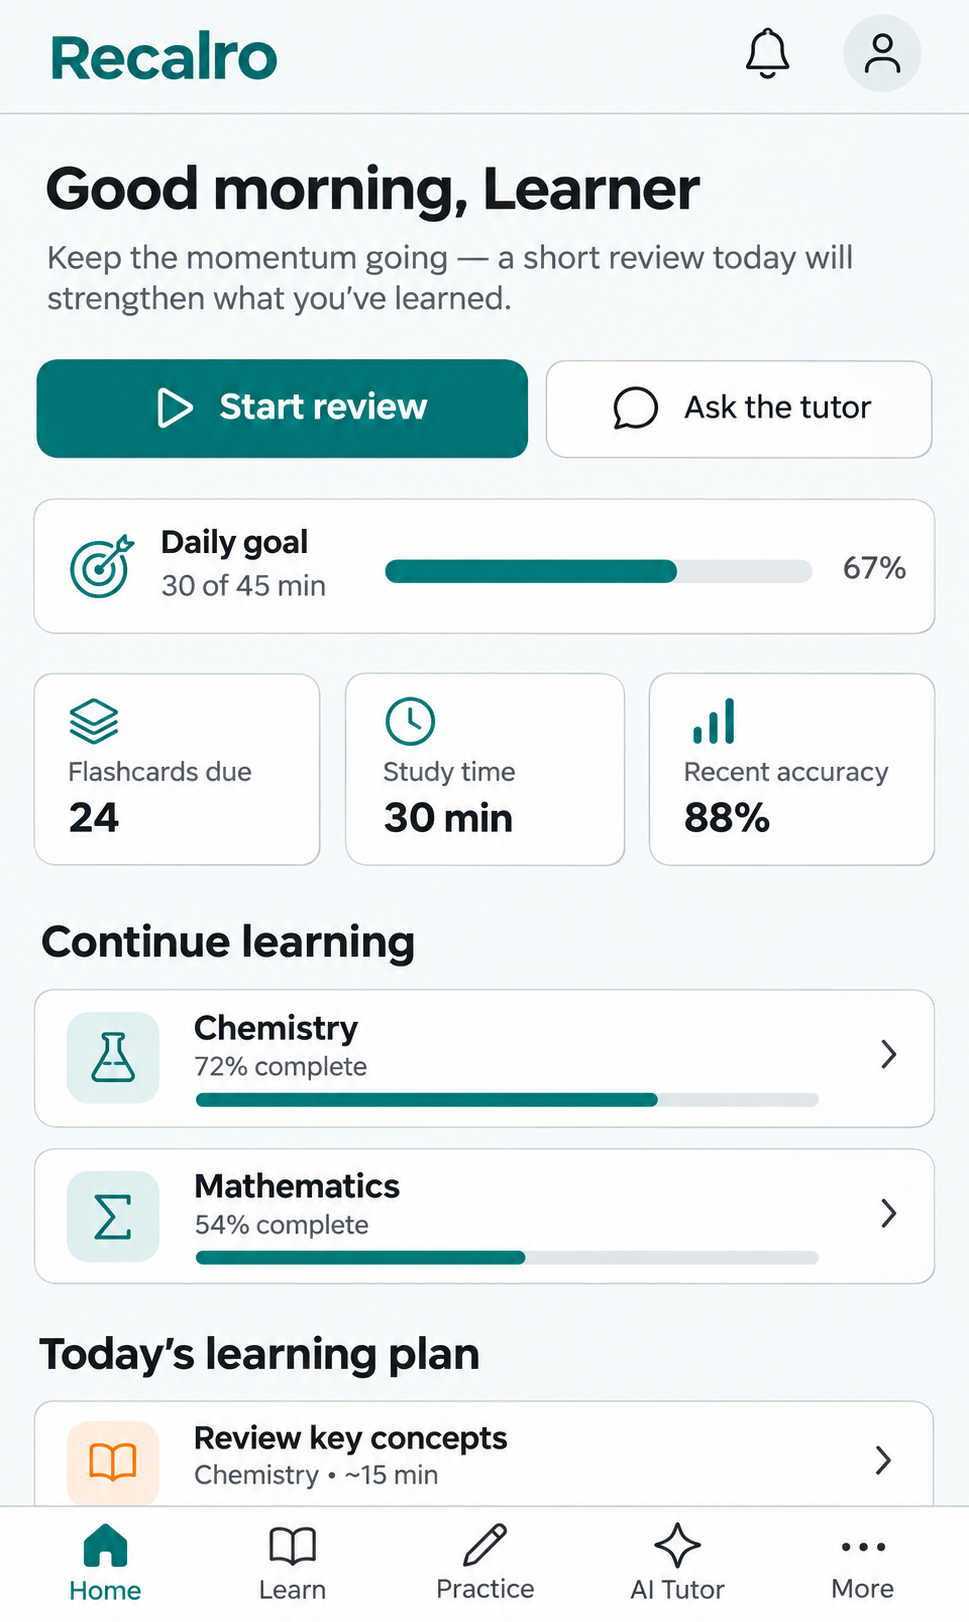 Recalro
Good morning, Learner
Keep the momentum going — a short review today will
strengthen what you've learned.
Start review
Ask the tutor
Daily goal
30 of 45 min
67%
Flashcards due
24
Study time
30 min
Recent accuracy
88%
Continue learning
Chemistry
72% complete
Mathematics
54% complete
Today's learning plan
Review key concepts
Chemistry • ~15 min
Home
Learn
Practice
AI Tutor
More